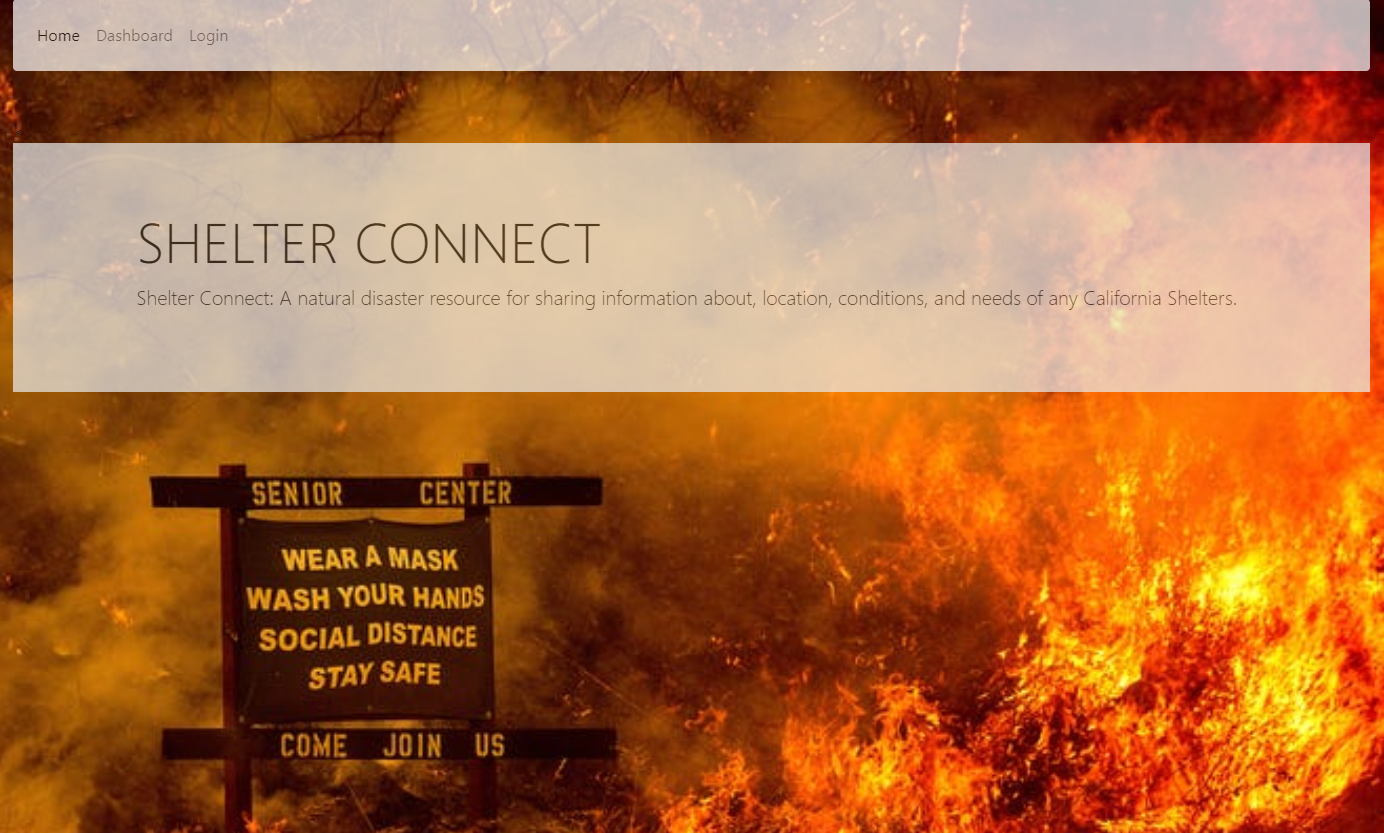 Home Dashboard Login
SHELTER CONNECT
Shelter Connect: A natural disaster resource for sharing information about, location, conditions, and needs of any California Shelters.
SENIOR CENTER
WEAR A MASK
WASH YOUR HANDS
SOCIAL DISTANCE
STAY SAFE
COME JOIN US